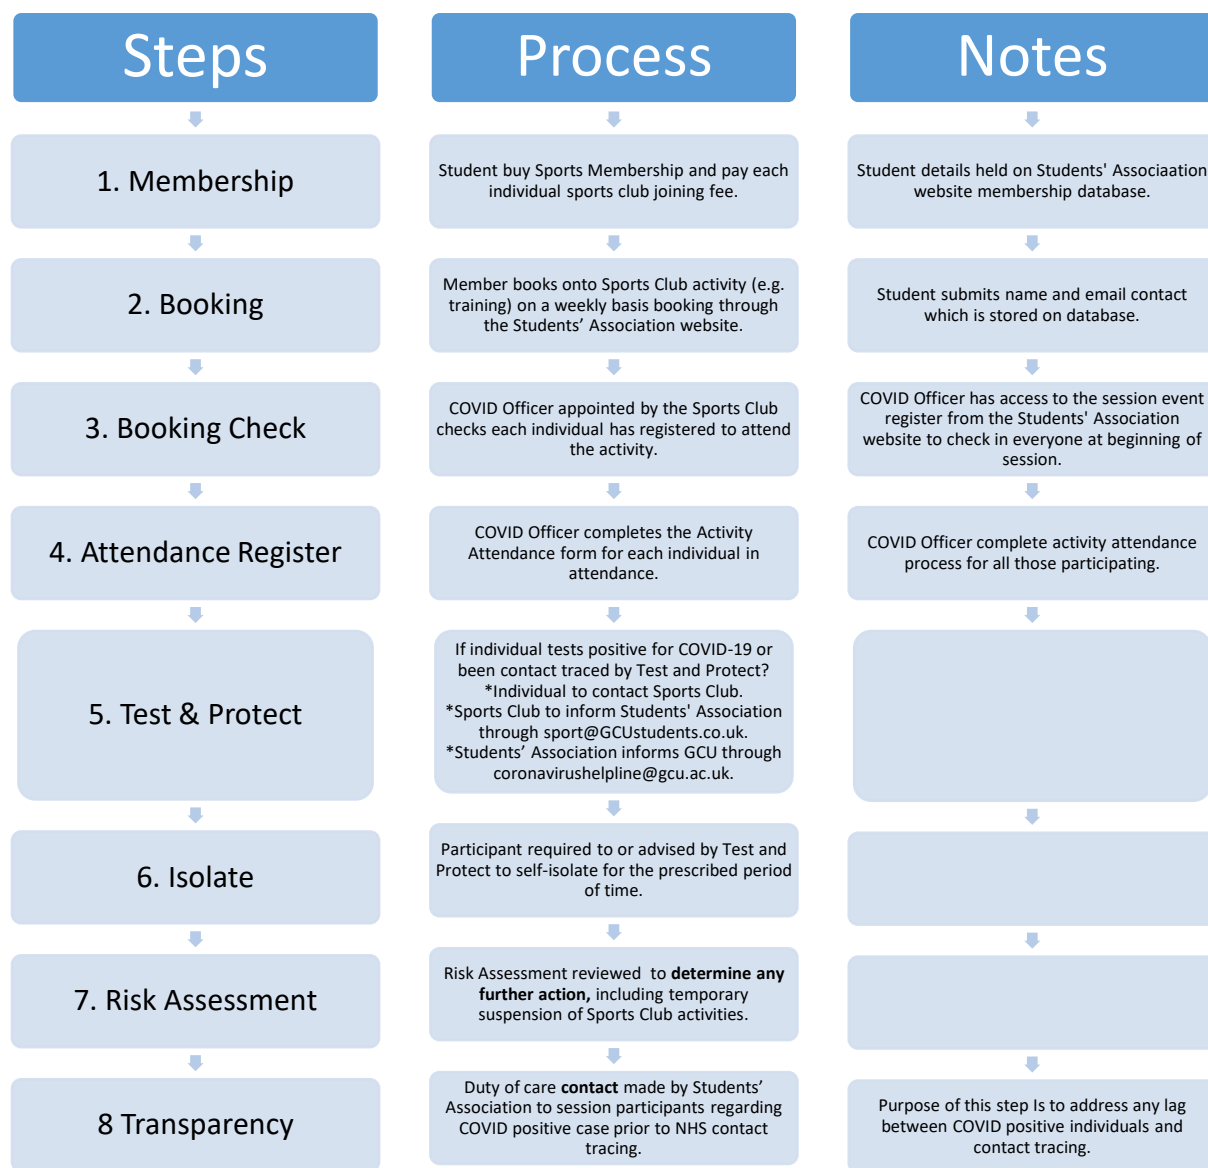 Steps
Process
Notes
1. Membership
Student buy Sports Membership and pay each
individual sports club joining fee.
Student details held on Students' Associaation
website membership database.
2. Booking
Member books onto Sports Club activity (e.g.
training) on a weekly basis booking through
the Students’ Association website.
Student submits name and email contact
which is stored on database.
3. Booking Check
COVID Officer appointed by the Sports Club
checks each individual has registered to attend
the activity.
COVID Officer has access to the session event
register from the Students' Association
website to check in everyone at beginning of
session.
4. Attendance Register
COVID Officer completes the Activity
Attendance form for each individual in
attendance.
COVID Officer complete activity attendance
process for all those participating.
5. Test & Protect
If individual tests positive for COVID-19 or
been contact traced by Test and Protect?
*Individual to contact Sports Club.
*Sports Club to inform Students' Association
through sport@GCUstudents.co.uk.
*Students’ Association informs GCU through
coronavirushelpline@gcu.ac.uk.
6. Isolate
Participant required to or advised by Test and
Protect to self-isolate for the prescribed period
of time.
7. Risk Assessment
Risk Assessment reviewed to determine any
further action, including temporary
suspension of Sports Club activities.
8 Transparency
Duty of care contact made by Students’
Association to session participants regarding
COVID positive case prior to NHS contact
tracing.
Purpose of this step Is to address any lag
between COVID positive individuals and
contact tracing.